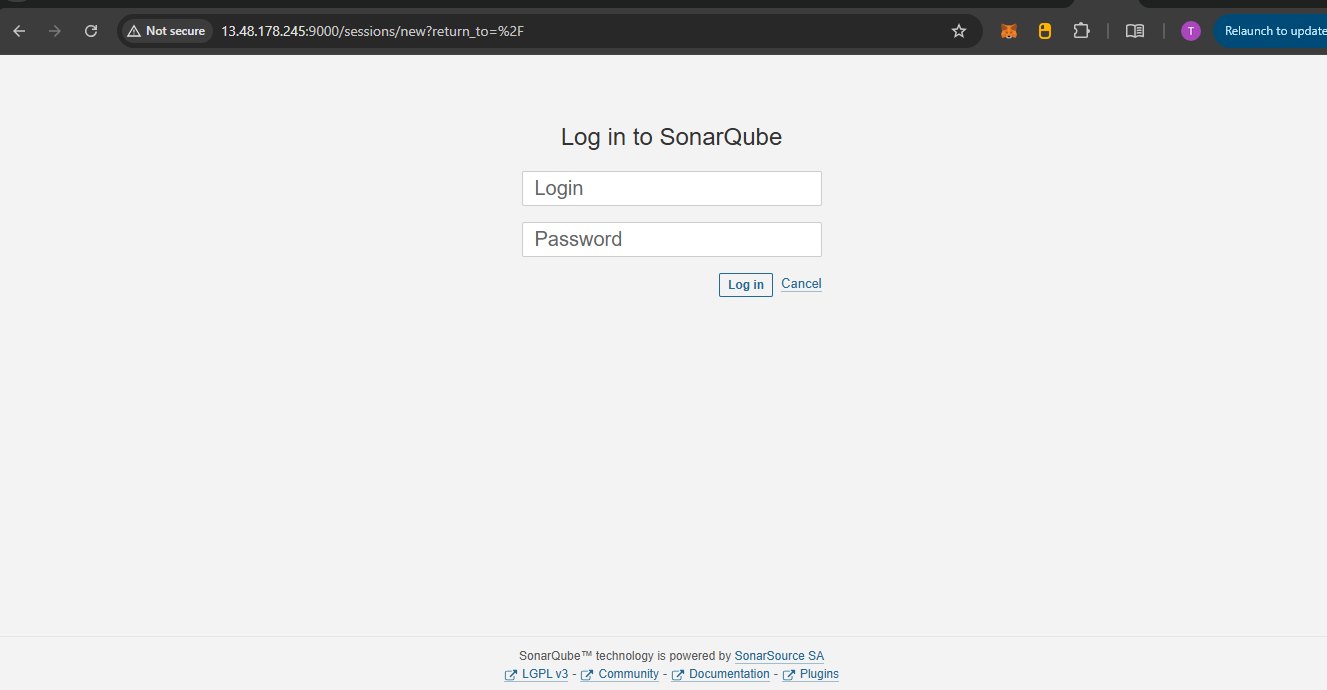 Not secure 13.48.178.245:9000/sessions/new?return_to=%2F T Relaunch to update
Log in to SonarQube
Login
Password
Log in Cancel
SonarQube™ technology is powered by SonarSource SA
LGPL v3 - Community - Documentation - Plugins